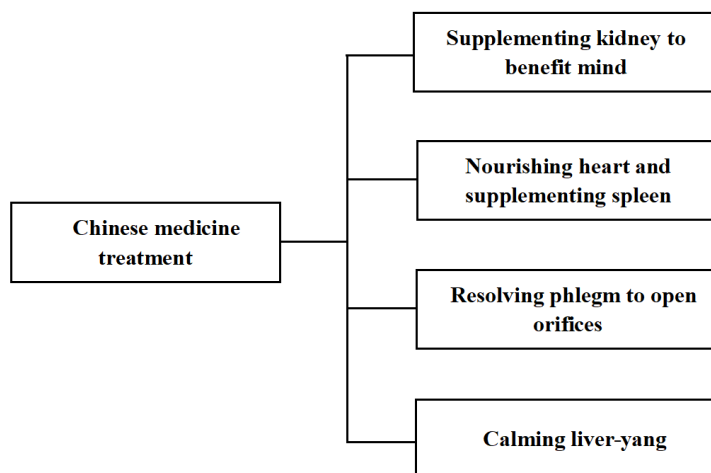 Supplementing kidney to
benefit mind
Nourishing heart and
supplementing spleen
Chinese medicine
treatment
Resolving phlegm to open
orifices
Calming liver-yang